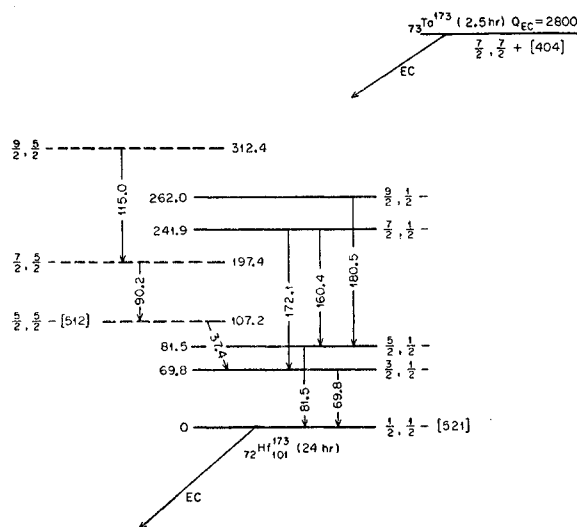 73Ta173 (2.5 hr) QEC=2800
7/2, 7/2 + [404]
EC
9/2, 5/2 – 312.4
115.0
262.0 9/2, 1/2 –
241.9 7/2, 1/2 –
180.5
7/2, 5/2 – 197.4
160.4
172.1
90.2
5/2, 5/2 – [512] 107.2
37.4
81.5 5/2, 1/2 –
69.8 3/2, 1/2 –
81.5
69.8
0 1/2, 1/2 – [521]
72Hf101173 (24 hr)
EC